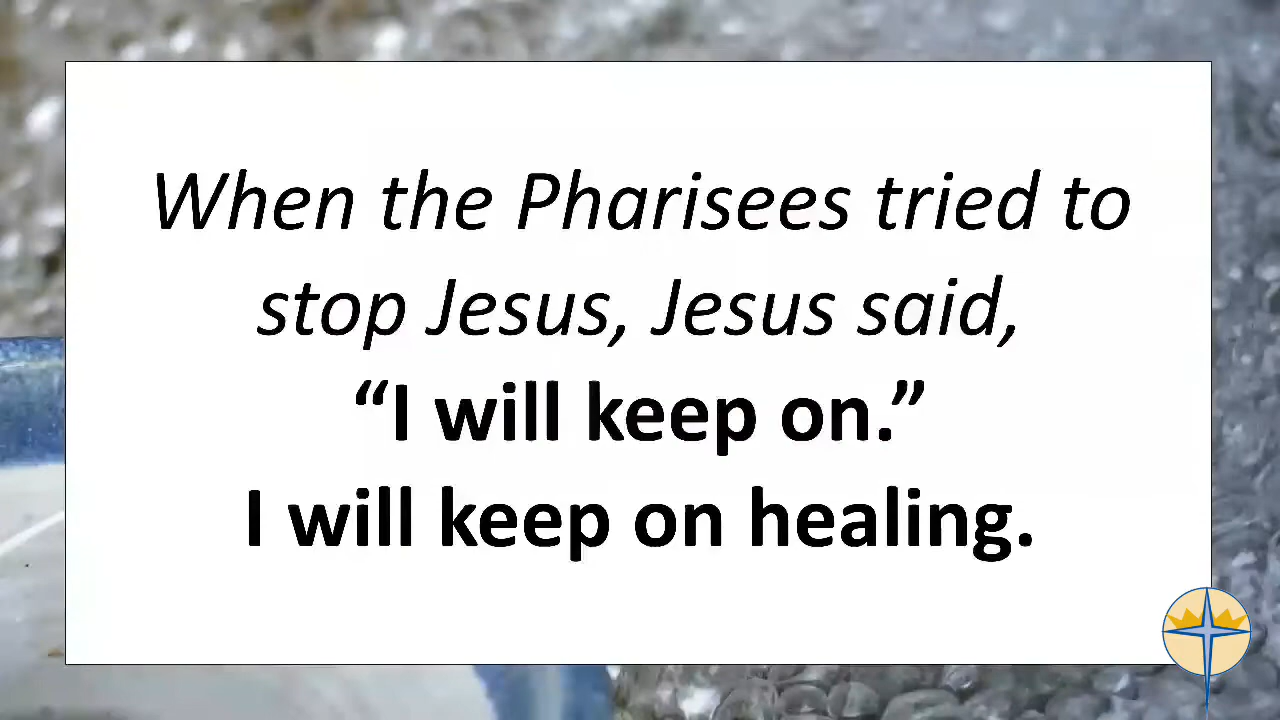 When the Pharisees tried to
stop Jesus, Jesus said,
“I will keep on.”
I will keep on healing.